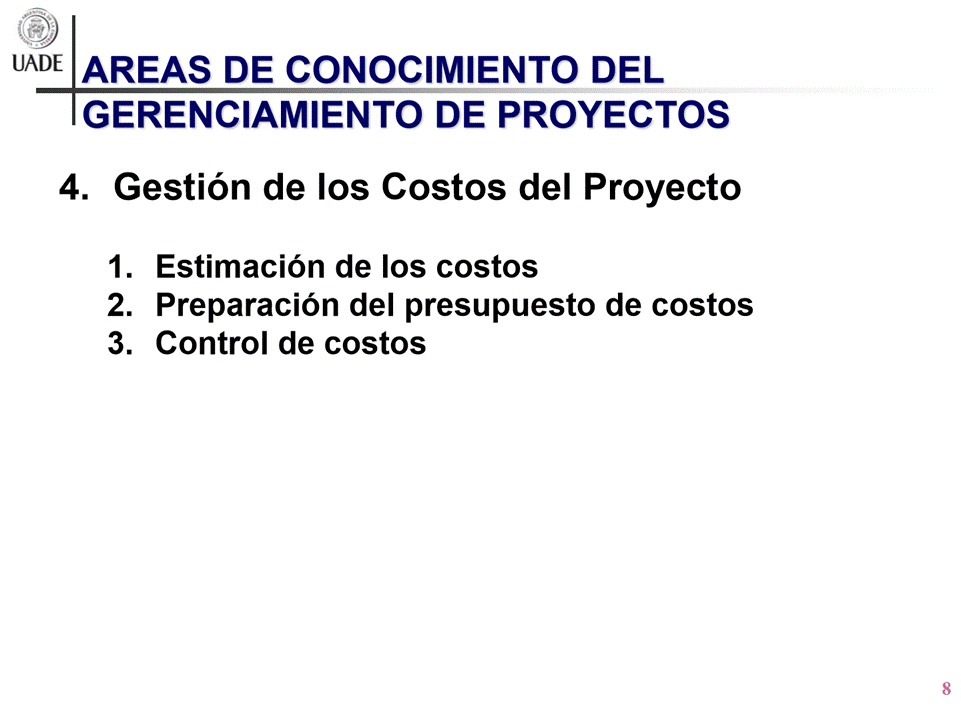 UADE
AREAS DE CONOCIMIENTO DEL
GERENCIAMIENTO DE PROYECTOS
4. Gestión de los Costos del Proyecto
1. Estimación de los costos
2. Preparación del presupuesto de costos
3. Control de costos
8